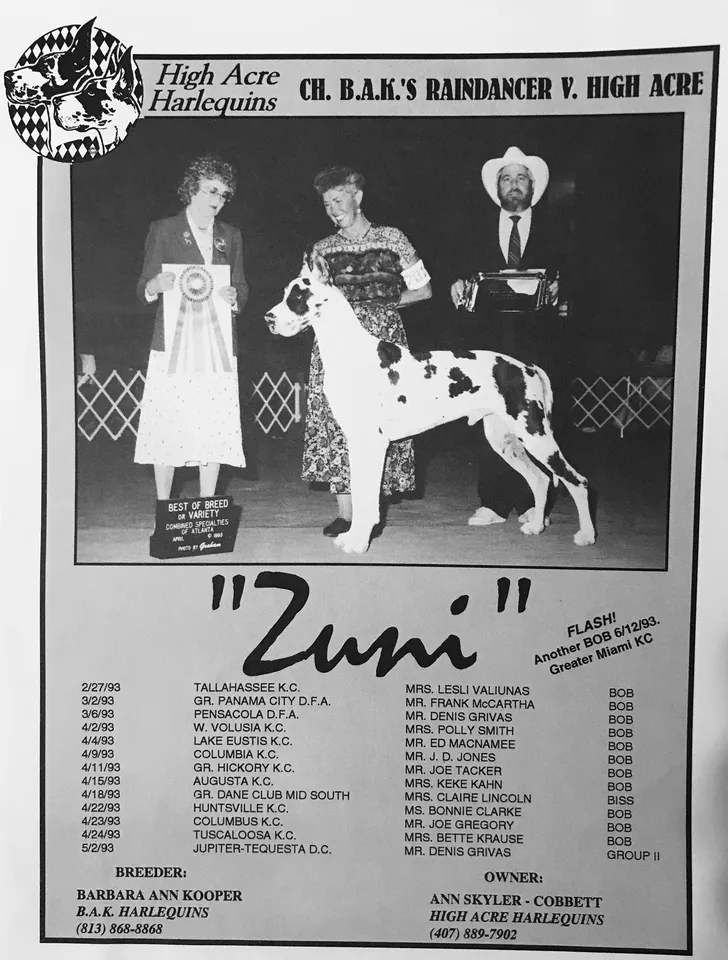 High Acre
Harlequins
CH. B.A.K.'S RAINDANCER V. HIGH ACRE
BEST OF BREED
OR VARIETY
COMBINED SPECIALTIES
OF ATLANTA
APRIL © 1993
PHOTO BY Graham
"Zuni"
FLASH!
Another BOB 6/12/93.
Greater Miami KC
2/27/93 TALLAHASSEE K.C. MRS. LESLI VALIUNAS BOB
3/2/93 GR. PANAMA CITY D.F.A. MR. FRANK McCARTHA BOB
3/6/93 PENSACOLA D.F.A. MR. DENIS GRIVAS BOB
4/2/93 W. VOLUSIA K.C. MRS. POLLY SMITH BOB
4/4/93 LAKE EUSTIS K.C. MR. ED MACNAMEE BOB
4/9/93 COLUMBIA K.C. MR. J. D. JONES BOB
4/11/93 GR. HICKORY K.C. MR. JOE TACKER BOB
4/15/93 AUGUSTA K.C. MRS. KEKE KAHN BOB
4/18/93 GR. DANE CLUB MID SOUTH MRS. CLAIRE LINCOLN BISS
4/22/93 HUNTSVILLE K.C. MS. BONNIE CLARKE BOB
4/23/93 COLUMBUS K.C. MR. JOE GREGORY BOB
4/24/93 TUSCALOOSA K.C. MRS. BETTE KRAUSE BOB
5/2/93 JUPITER-TEQUESTA D.C. MR. DENIS GRIVAS GROUP II
BREEDER:
BARBARA ANN KOOPER
B.A.K. HARLEQUINS
(813) 868-8868
OWNER:
ANN SKYLER - COBBETT
HIGH ACRE HARLEQUINS
(407) 889-7902